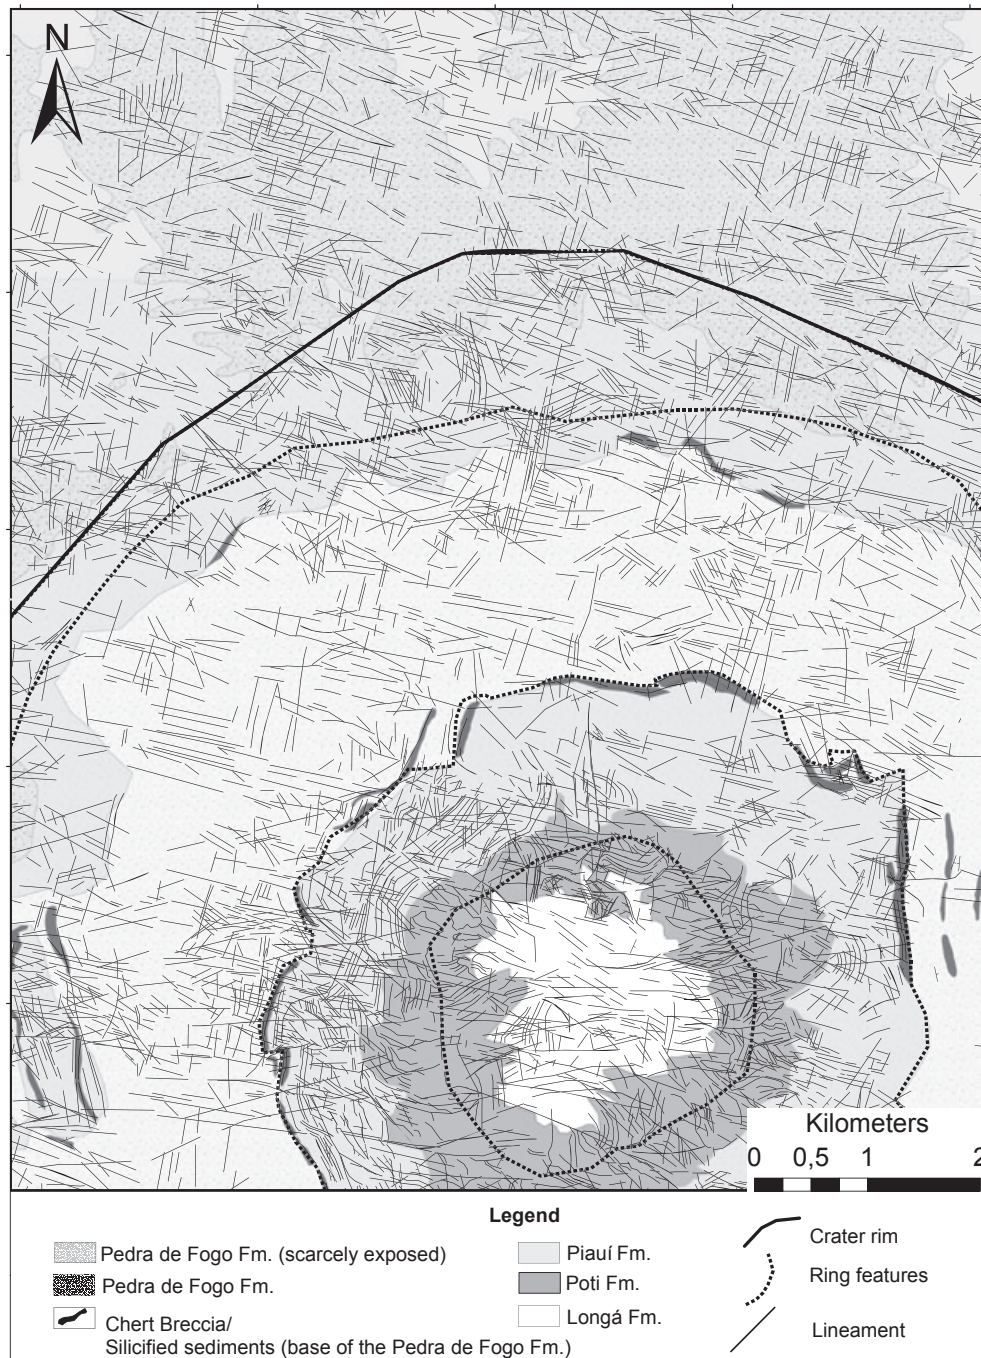 N
Kilometers
0 0,5 1 2
Legend
Pedra de Fogo Fm. (scarcely exposed)
Pedra de Fogo Fm.
Chert Breccia/
Silicified sediments (base of the Pedra de Fogo Fm.)
Piauí Fm.
Poti Fm.
Longá Fm.
Crater rim
Ring features
Lineament